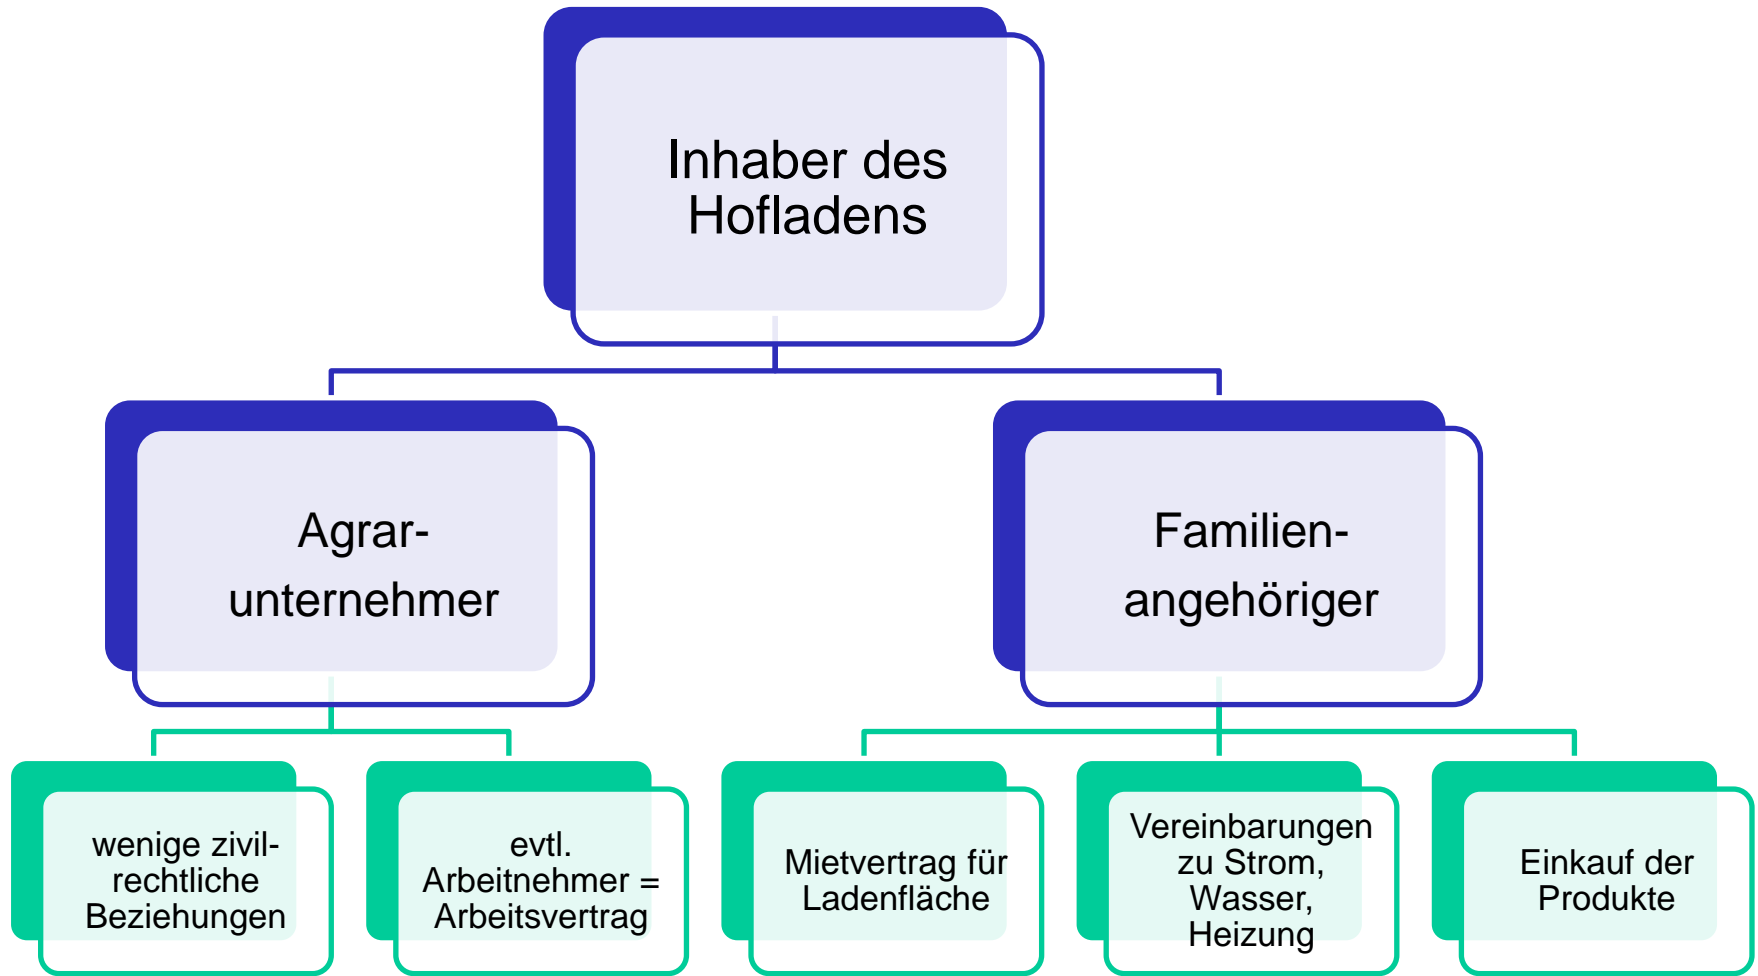 Inhaber des
Hofladens
Agrar-
unternehmer
Familien-
angehöriger
wenige zivil-
rechtliche
Beziehungen
evtl.
Arbeitnehmer =
Arbeitsvertrag
Mietvertrag für
Ladenfläche
Vereinbarungen
zu Strom,
Wasser,
Heizung
Einkauf der
Produkte